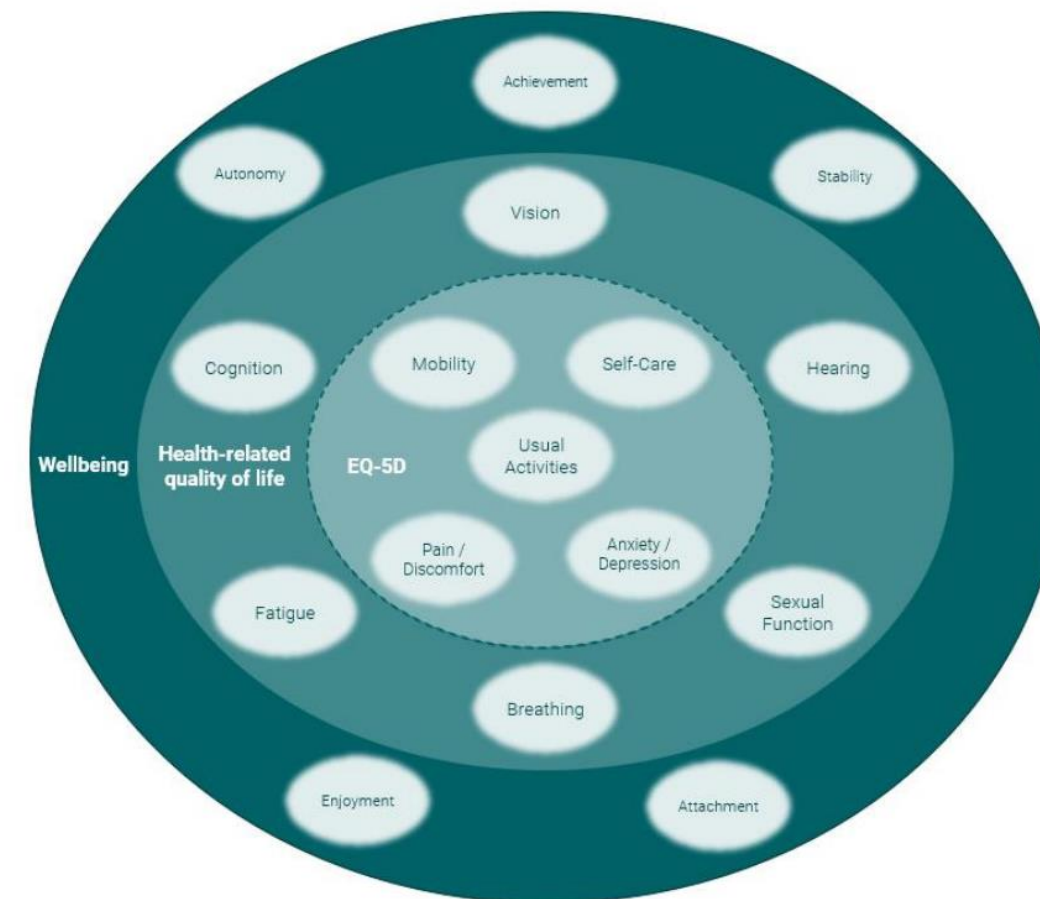 Achievement
Autonomy
Stability
Vision
Mobility
Self-Care
Cognition
Hearing
Usual
Activities
Wellbeing
Health-related
quality of life
EQ-5D
Pain /
Discomfort
Anxiety /
Depression
Fatigue
Sexual
Function
Breathing
Enjoyment
Attachment